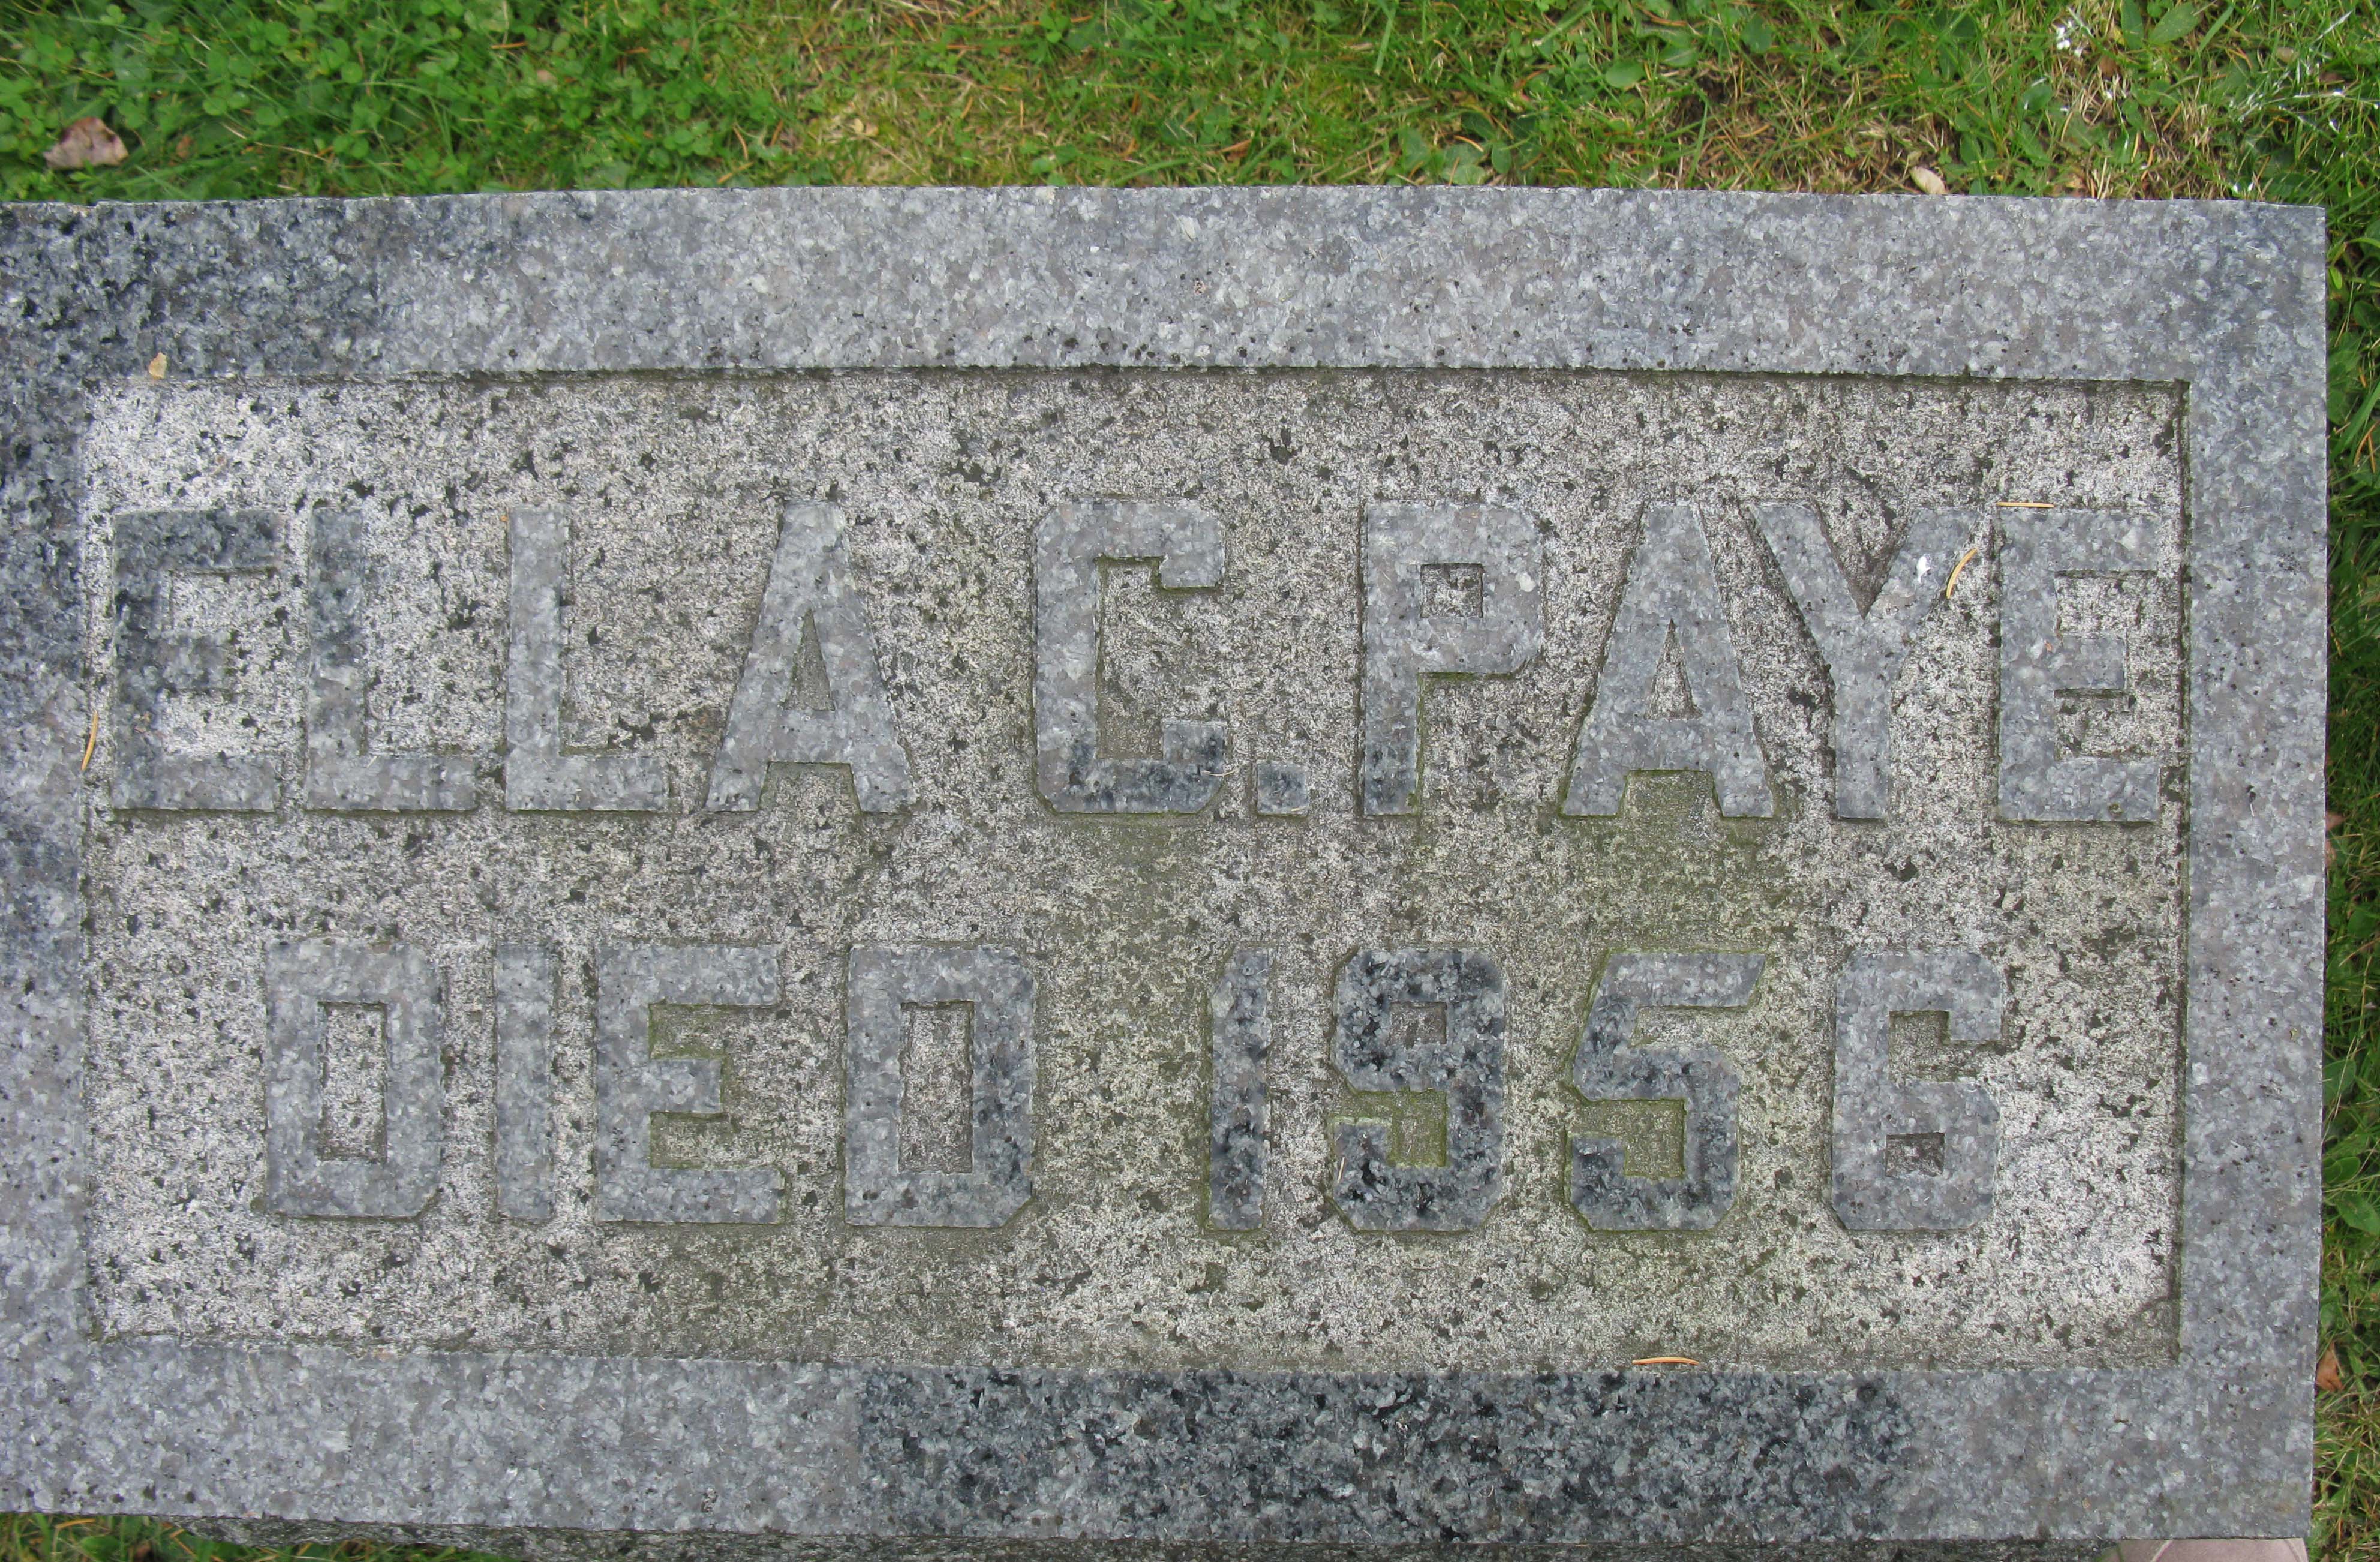 ELLA C. PAYE
DIED 1956